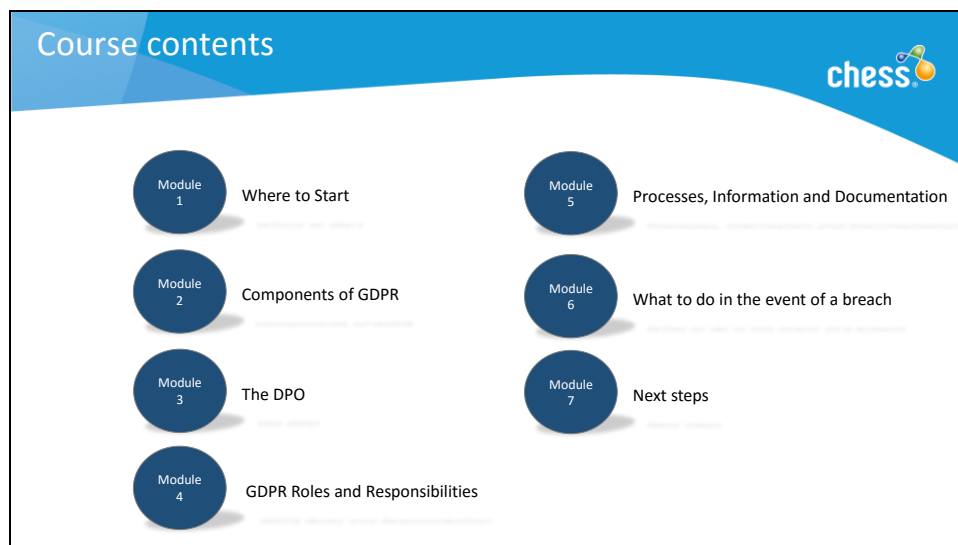 Course contents
chess
Module
1
Where to Start
Module
2
Components of GDPR
Module
3
The DPO
Module
4
GDPR Roles and Responsibilities
Module
5
Processes, Information and Documentation
Module
6
What to do in the event of a breach
Module
7
Next steps